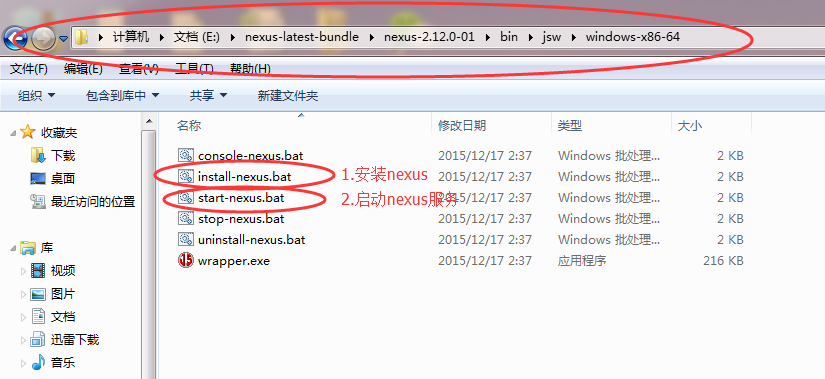 计算机 文档 (E:) nexus-latest-bundle nexus-2.12.0-01 bin jsw windows-x86-64
文件(F) 编辑(E) 查看(V) 工具(T) 帮助(H)
组织 包含到库中 共享 新建文件夹
收藏夹
下载
桌面
最近访问的位置
库
视频
图片
文档
迅雷下载
音乐
名称 修改日期 类型 大小
console-nexus.bat 2015/12/17 2:37 Windows 批处理... 2 KB
install-nexus.bat 1.安装nexus 2015/12/17 2:37 Windows 批处理... 2 KB
start-nexus.bat 2.启动nexus服务 2015/12/17 2:37 Windows 批处理... 2 KB
stop-nexus.bat 2015/12/17 2:37 Windows 批处理... 2 KB
uninstall-nexus.bat 2015/12/17 2:37 Windows 批处理... 2 KB
wrapper.exe 2015/12/17 2:37 应用程序 216 KB